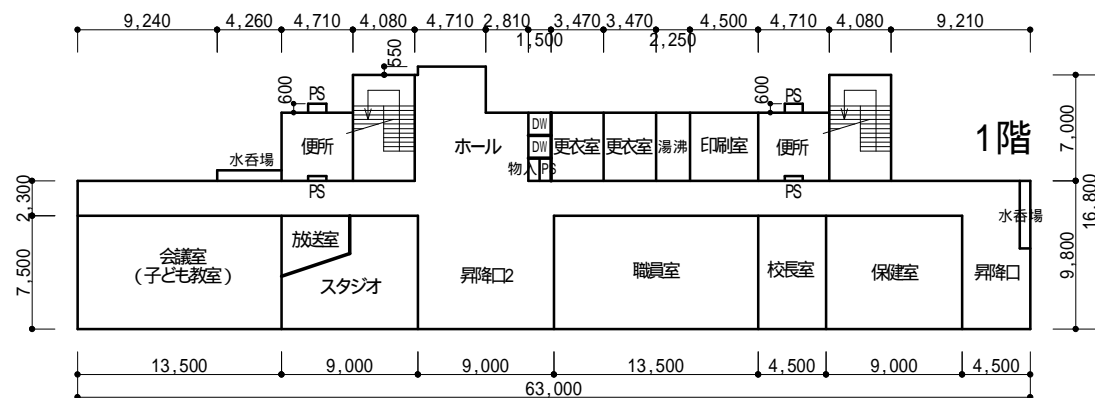 9,240 4,260 4,710 4,080 4,710 2,810 3,470 3,470 4,500 4,710 4,080 9,210
1,500 2,250
550
600 PS 600 PS
DW
便所 ホール DW 更衣室 更衣室 湯沸 印刷室 便所 1階
7,000
水呑場 物入 PS
PS PS
2,300 16,800
水呑場
放送室
会議室
(子ども教室)
スタジオ 昇降口2 職員室 校長室 保健室 昇降口
7,500 9,800
13,500 9,000 9,000 13,500 4,500 9,000 4,500
63,000